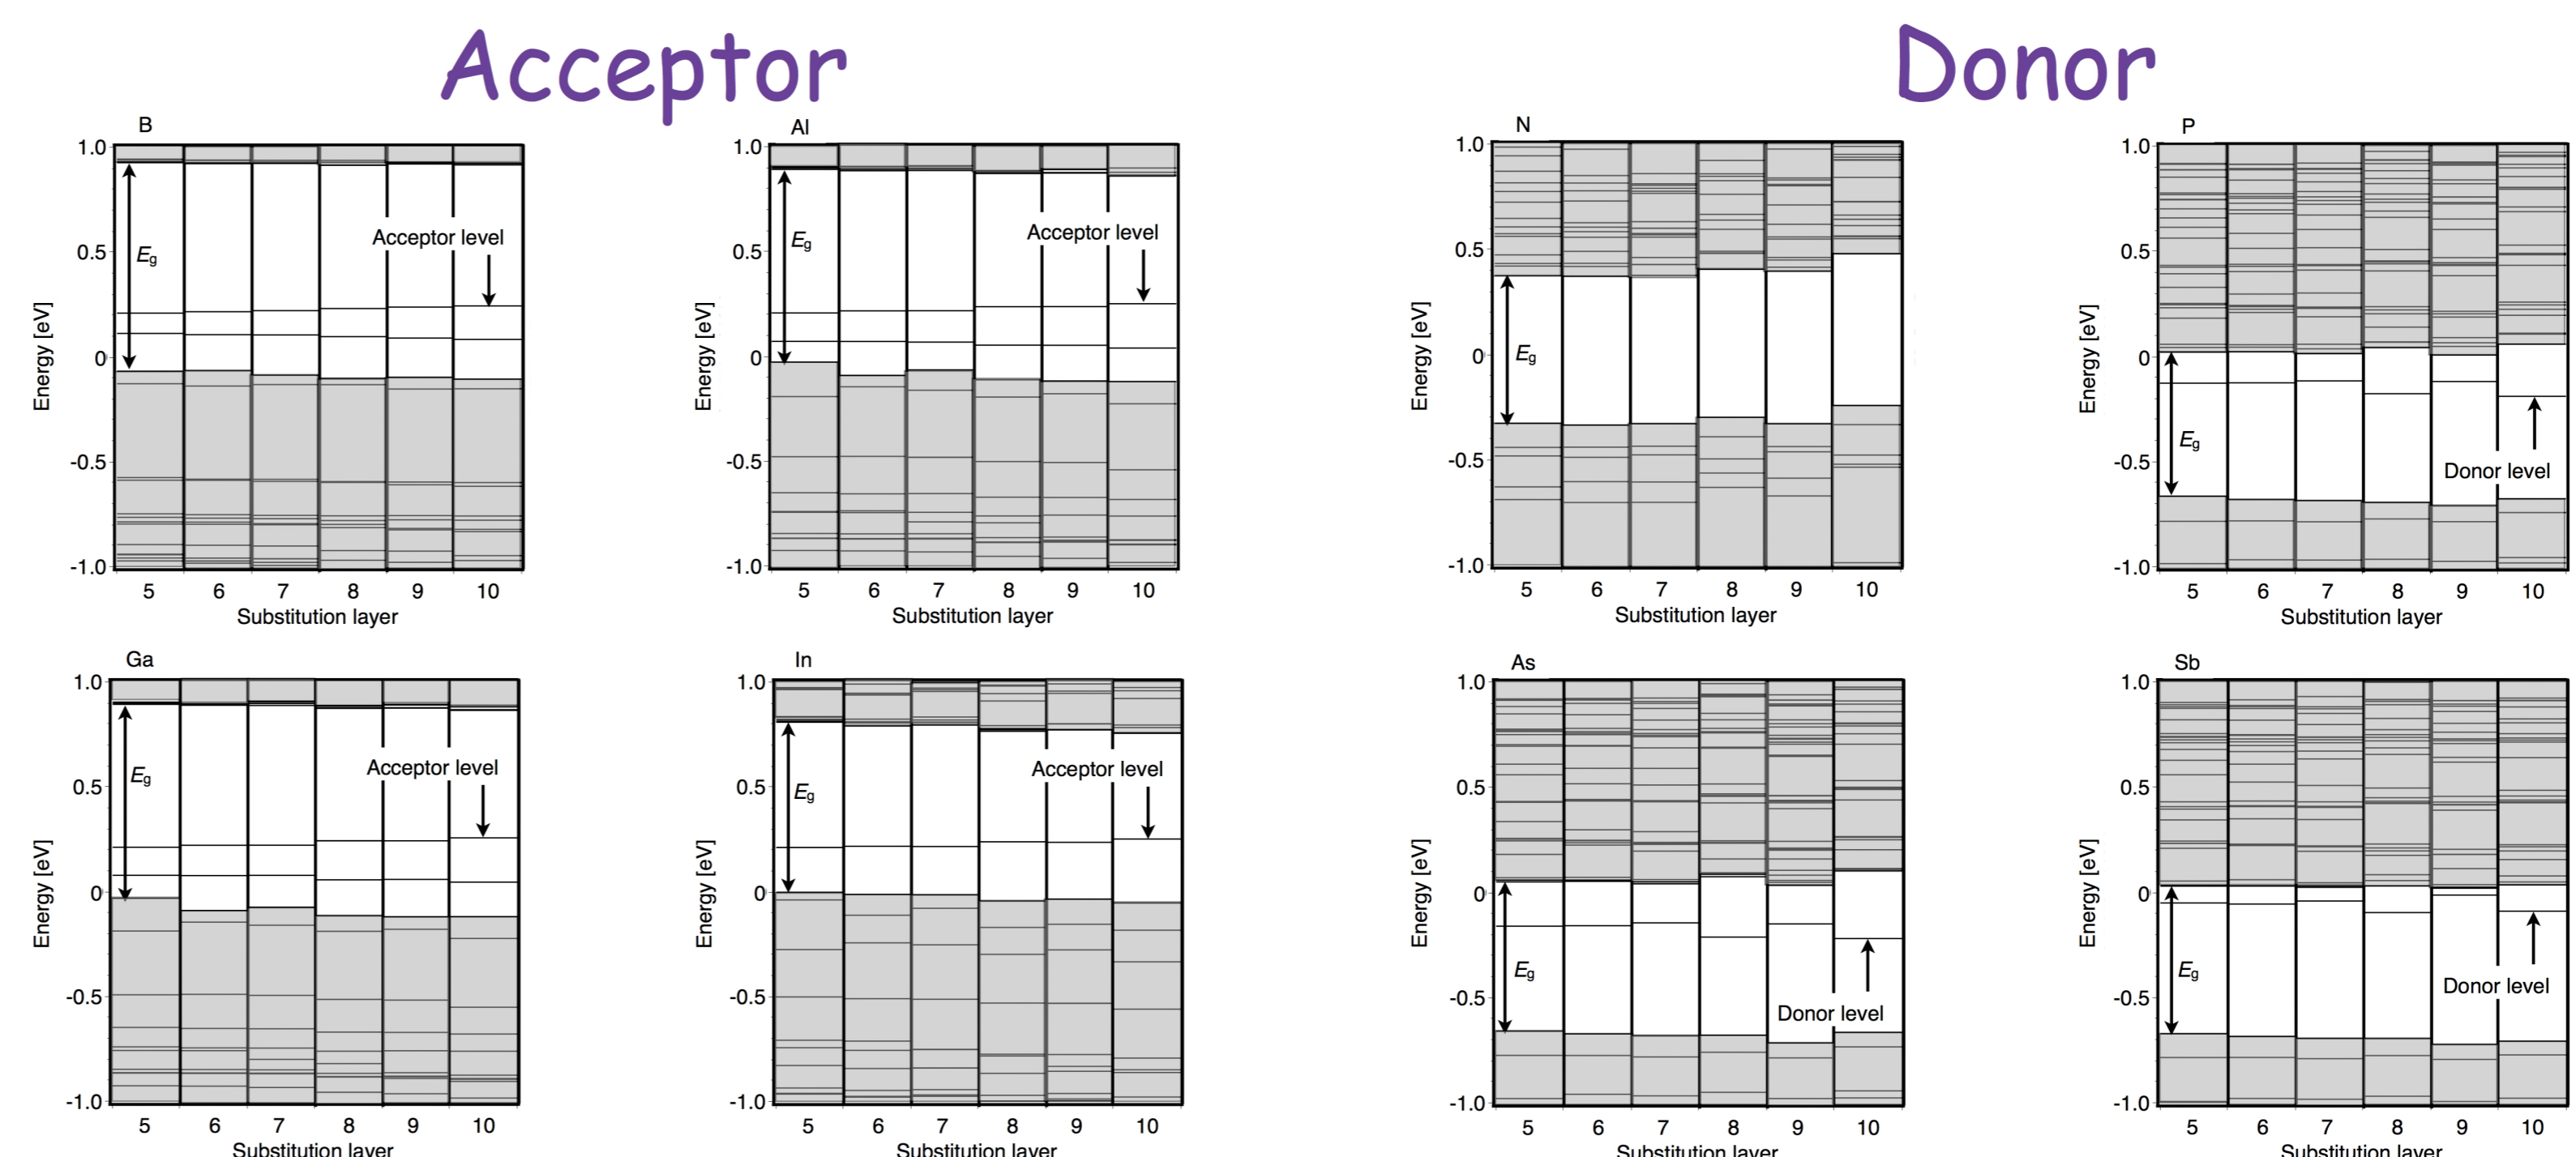 Acceptor
Donor
B
1.0
0.5
0
-0.5
-1.0
Energy [eV]
Eg
Acceptor level
5 6 7 8 9 10
Substitution layer
Al
1.0
0.5
0
-0.5
-1.0
Energy [eV]
Eg
Acceptor level
5 6 7 8 9 10
Substitution layer
N
1.0
0.5
0
-0.5
-1.0
Energy [eV]
Eg
5 6 7 8 9 10
Substitution layer
P
1.0
0.5
0
-0.5
-1.0
Energy [eV]
Eg
Donor level
5 6 7 8 9 10
Substitution layer
Ga
1.0
0.5
0
-0.5
-1.0
Energy [eV]
Eg
Acceptor level
5 6 7 8 9 10
Substitution layer
In
1.0
0.5
0
-0.5
-1.0
Energy [eV]
Eg
Acceptor level
5 6 7 8 9 10
Substitution layer
As
1.0
0.5
0
-0.5
-1.0
Energy [eV]
Eg
Donor level
5 6 7 8 9 10
Substitution layer
Sb
1.0
0.5
0
-0.5
-1.0
Energy [eV]
Eg
Donor level
5 6 7 8 9 10
Substitution layer